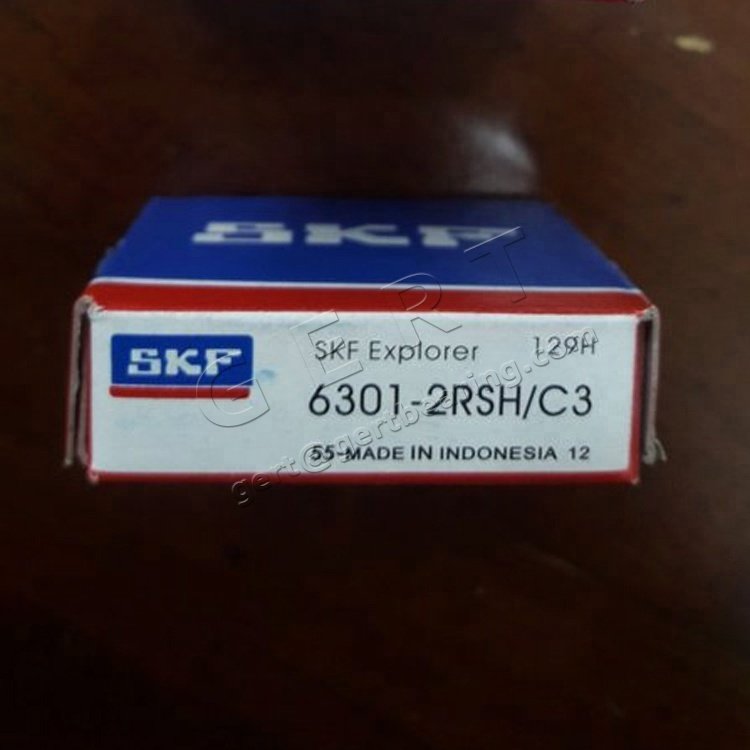 SKF
SKF
SKF Explorer 129H
6301-2RSH/C3
55-MADE IN INDONESIA 12
GERT
gert@gertbearing.com